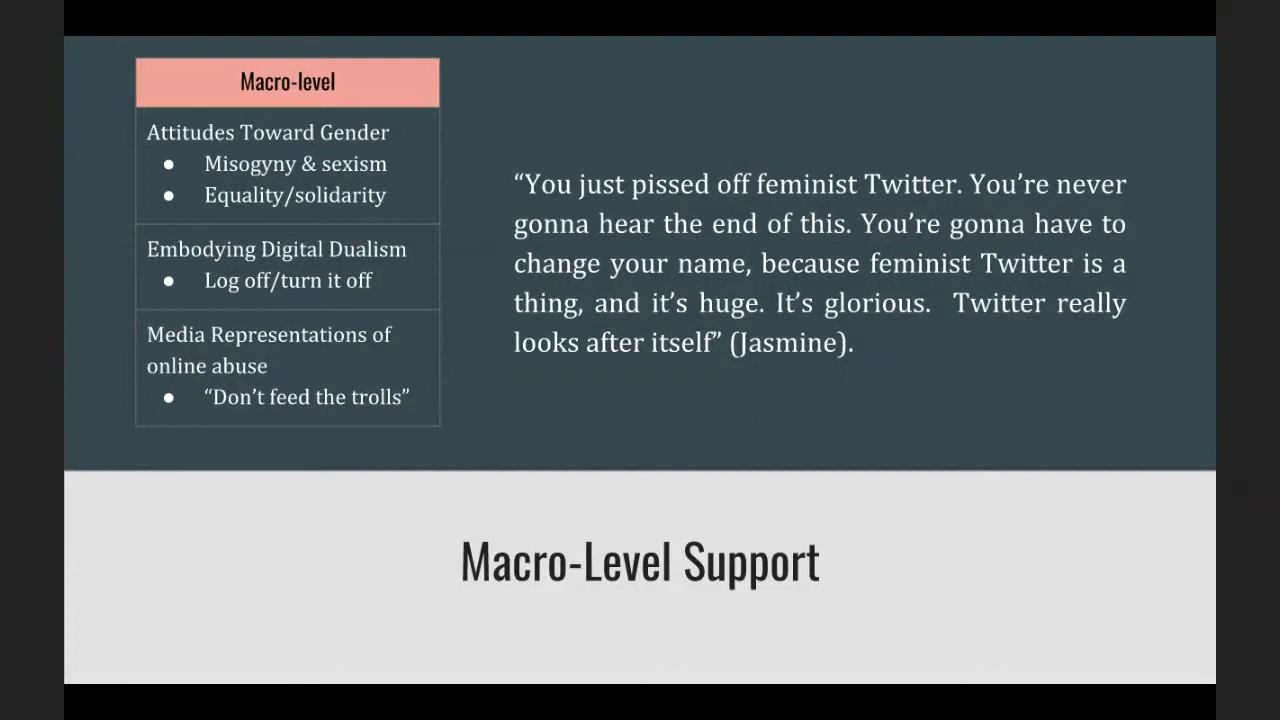 Macro-level
Attitudes Toward Gender
● Misogyny & sexism
● Equality/solidarity
Embodying Digital Dualism
● Log off/turn it off
Media Representations of
online abuse
● “Don’t feed the trolls”
“You just pissed off feminist Twitter. You’re never
gonna hear the end of this. You’re gonna have to
change your name, because feminist Twitter is a
thing, and it’s huge. It’s glorious.  Twitter really
looks after itself” (Jasmine).
Macro-Level Support